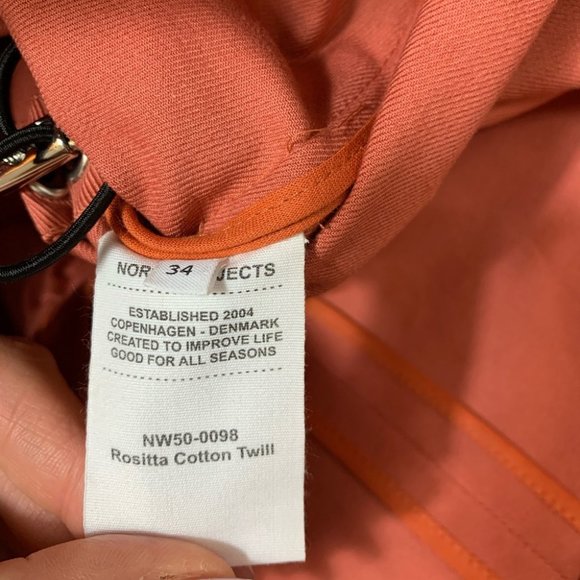 NOR 34 JECTS
ESTABLISHED 2004
COPENHAGEN - DENMARK
CREATED TO IMPROVE LIFE
GOOD FOR ALL SEASONS
NW50-0098
Rositta Cotton Twill